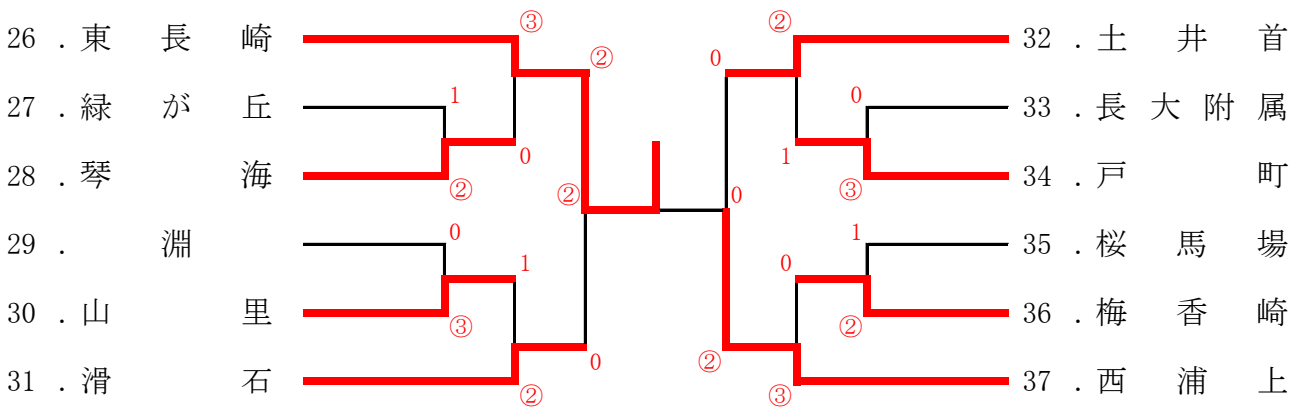 ③ ②
26 . 東長崎 ② 0 32 . 土井首
27 . 緑が丘 1 0 33 . 長大附属
0 1
28 . 琴海 ② ② 0 ③ 34 . 戸町
29 . 淵 0 1 35 . 桜馬場
1 0
30 . 山里 ③ ② 36 . 梅香崎
0 ②
31 . 滑石 ② ③ 37 . 西浦上